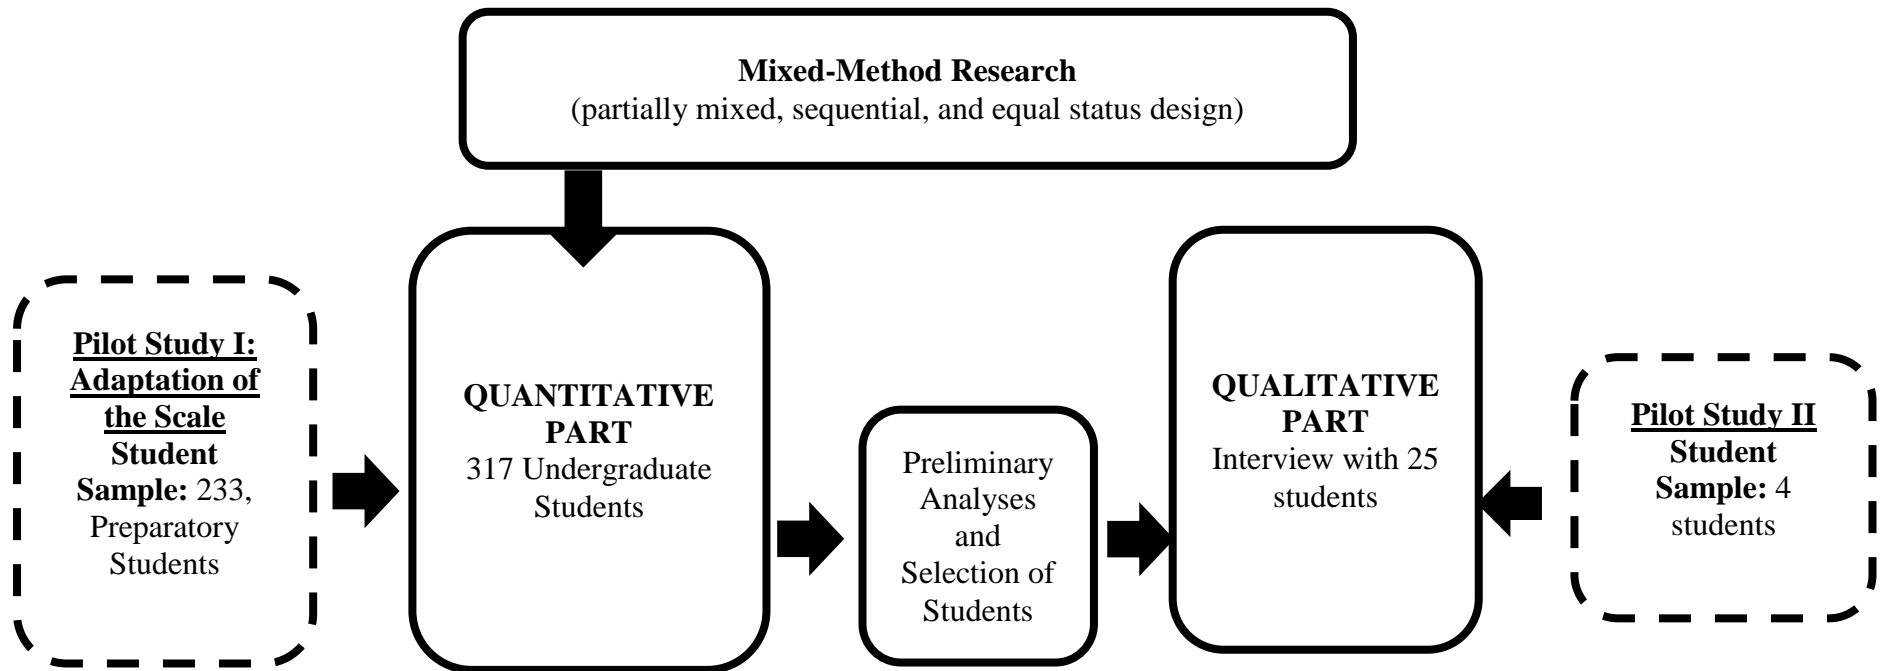 Mixed-Method Research
(partially mixed, sequential, and equal status design)
Pilot Study I:
Adaptation of
the Scale
Student
Sample: 233,
Preparatory
Students
QUANTITATIVE
PART
317 Undergraduate
Students
Preliminary
Analyses
and
Selection of
Students
QUALITATIVE
PART
Interview with 25
students
Pilot Study II
Student
Sample: 4
students